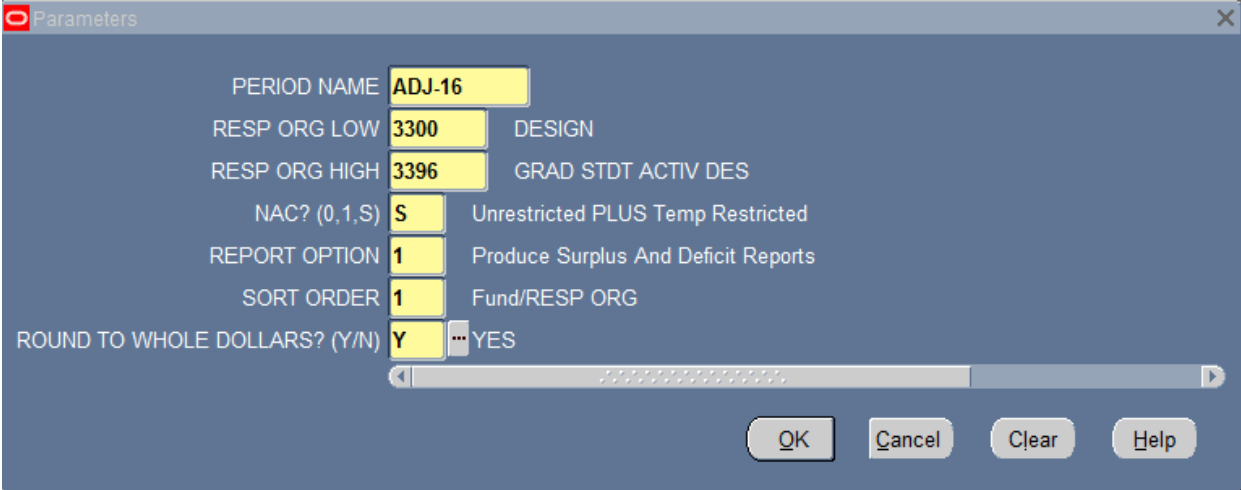 Parameters
PERIOD NAME ADJ-16
RESP ORG LOW 3300 DESIGN
RESP ORG HIGH 3396 GRAD STDT ACTIV DES
NAC? (0,1,S) S Unrestricted PLUS Temp Restricted
REPORT OPTION 1 Produce Surplus And Deficit Reports
SORT ORDER 1 Fund/RESP ORG
ROUND TO WHOLE DOLLARS? (Y/N) Y ... YES
OK Cancel Clear Help